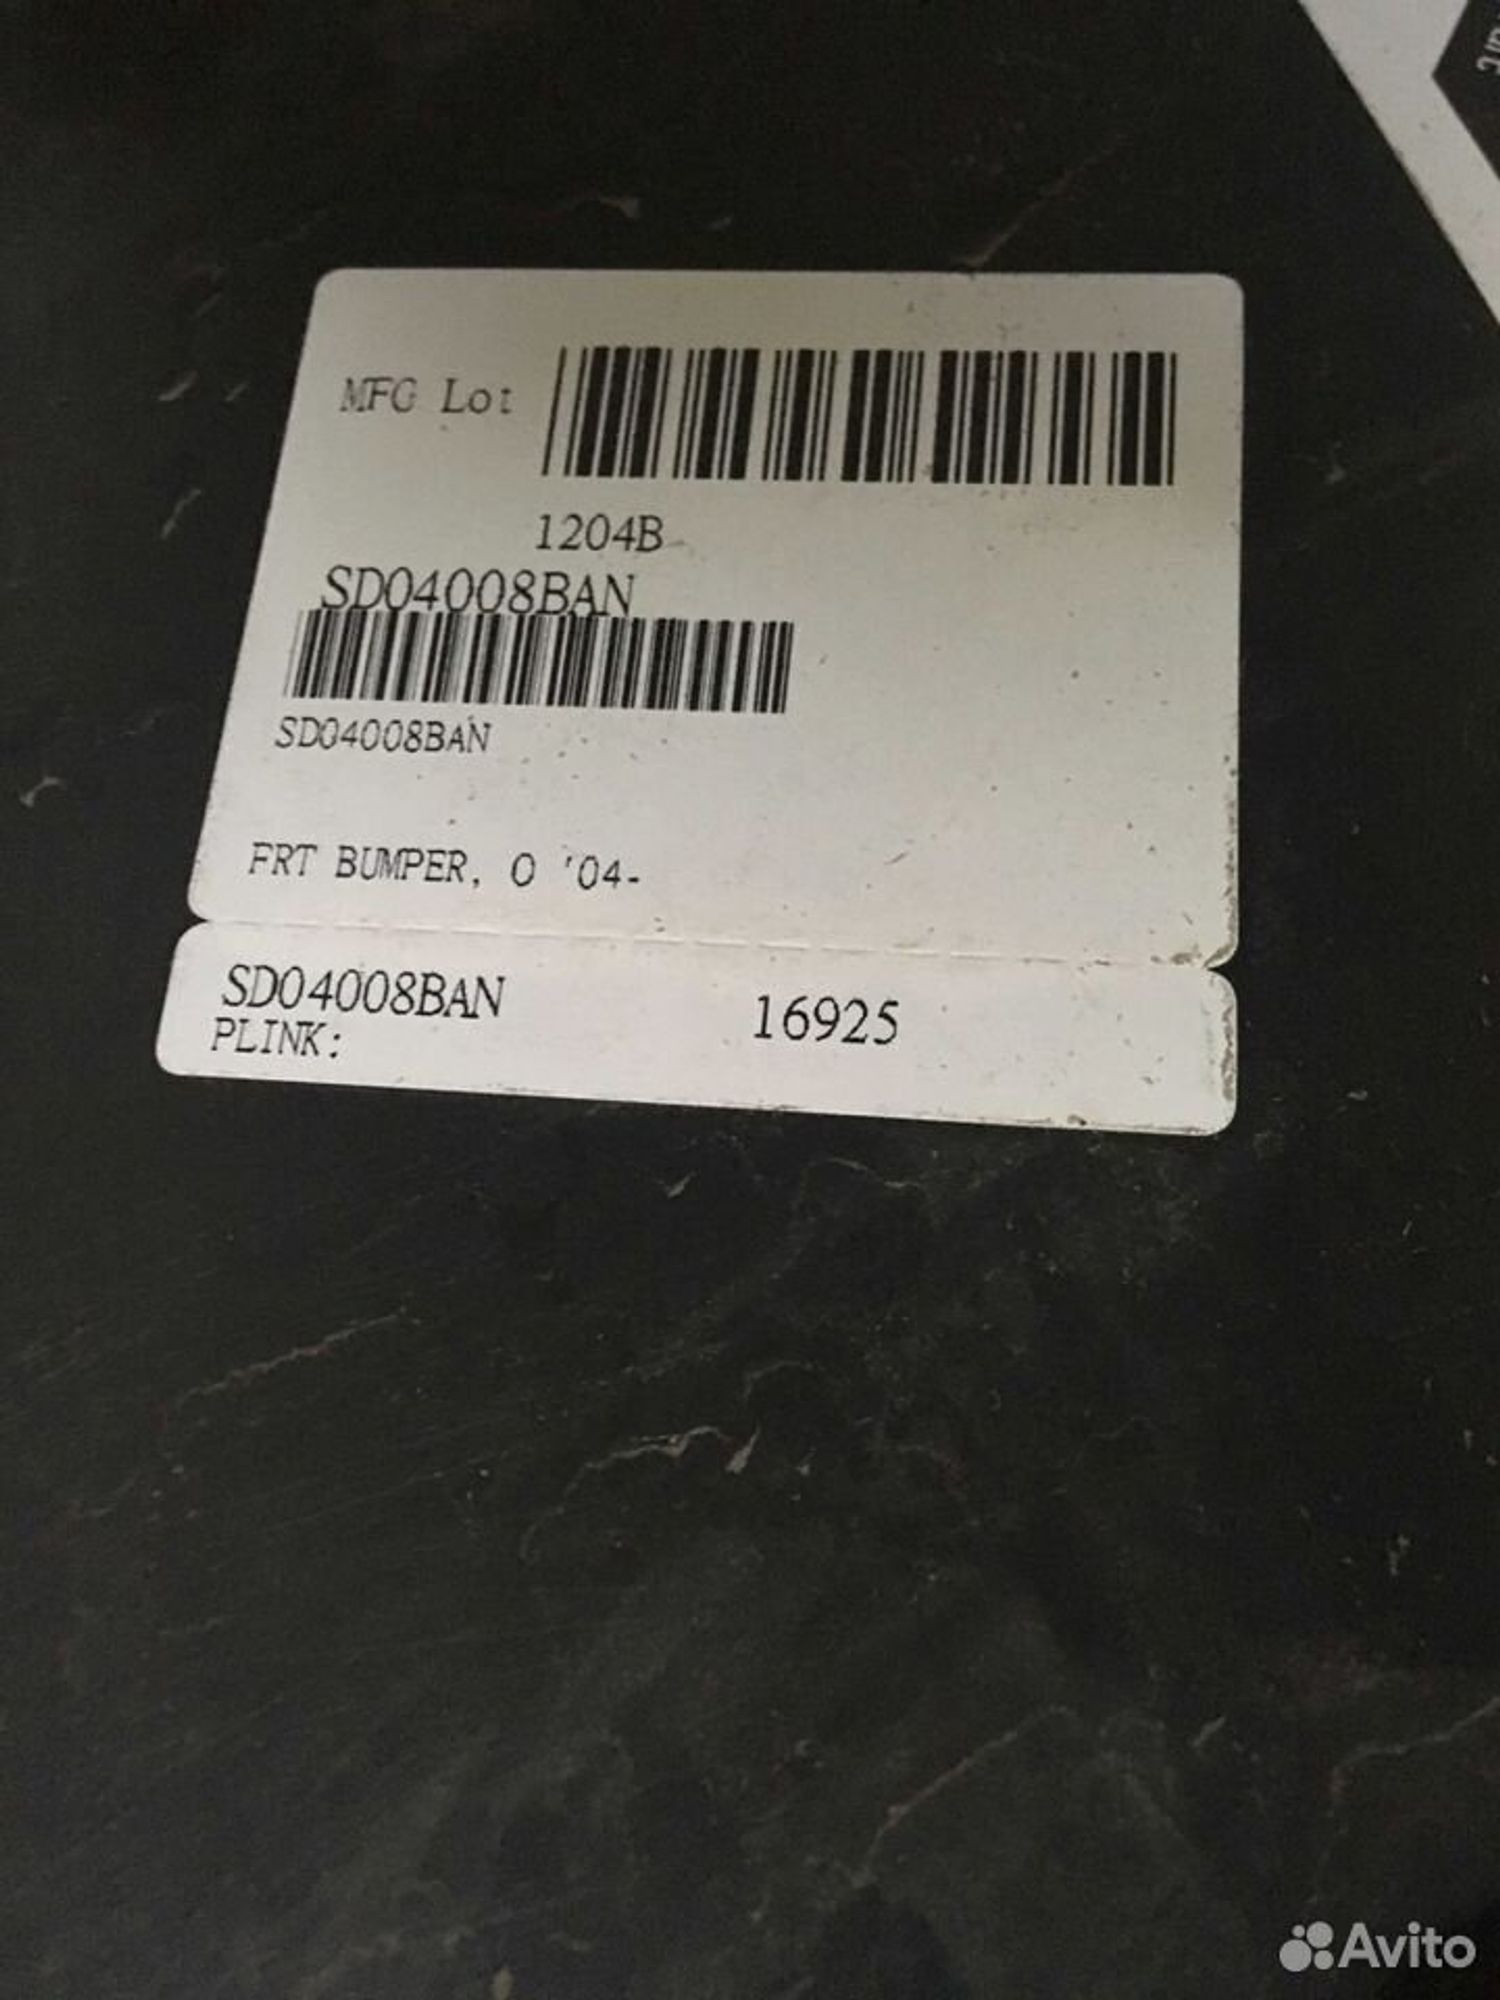 MFG Lot
1204B
SD04008BAN
SD04008BAN
FRT BUMPER, O '04-
SD04008BAN 16925
PLINK:
Avito